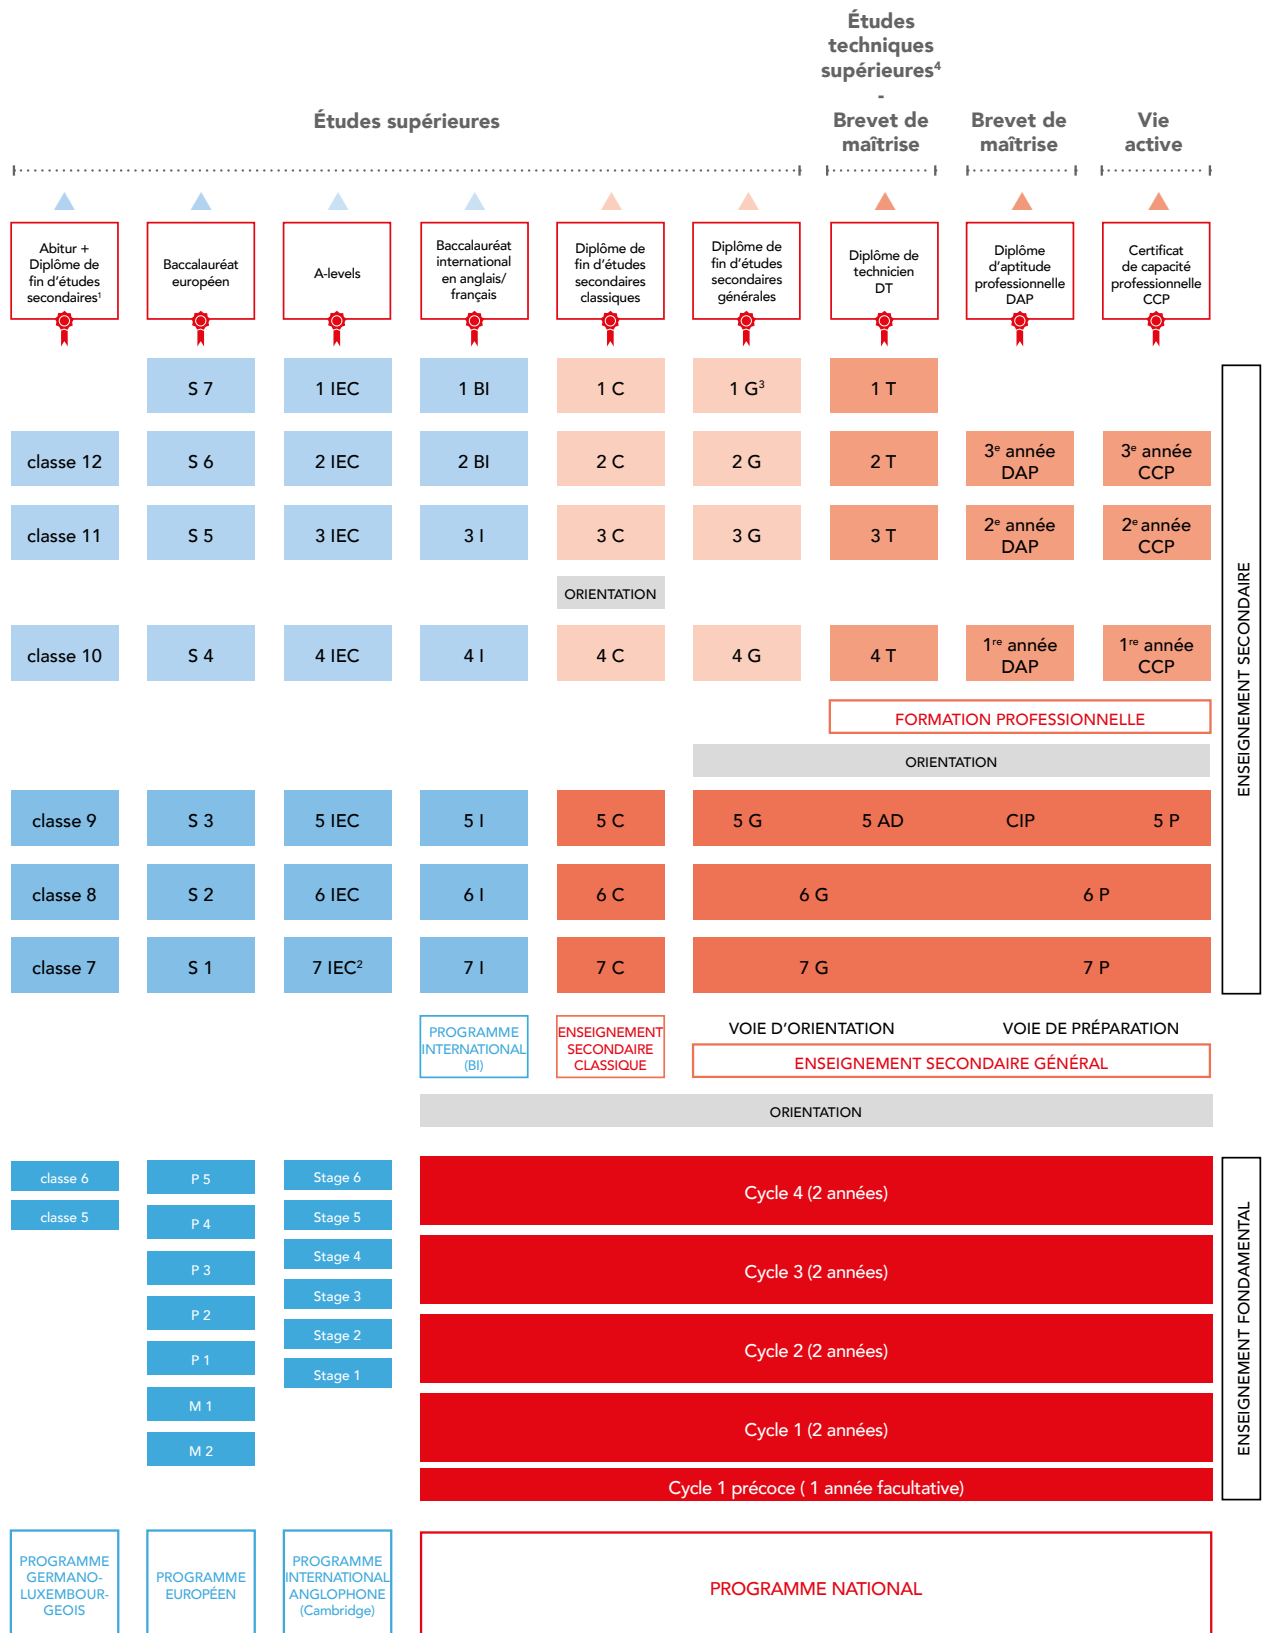 Études
techniques
supérieures⁴
-
Brevet de
maîtrise
Études supérieures
Brevet de
maîtrise
Vie
active
Abitur +
Diplôme de
fin d'études
secondaires¹
Baccalauréat
européen
A-levels
Baccalauréat
international
en anglais/
français
Diplôme de
fin d'études
secondaires
classiques
Diplôme de
fin d'études
secondaires
générales
Diplôme de
technicien
DT
Diplôme
d'aptitude
professionnelle
DAP
Certificat
de capacité
professionnelle
CCP
S 7
1 IEC
1 BI
1 C
1 G³
1 T
classe 12
S 6
2 IEC
2 BI
2 C
2 G
2 T
3ᵉ année
DAP
3ᵉ année
CCP
classe 11
S 5
3 IEC
3 I
3 C
3 G
3 T
2ᵉ année
DAP
2ᵉ année
CCP
ORIENTATION
classe 10
S 4
4 IEC
4 I
4 C
4 G
4 T
1ʳᵉ année
DAP
1ʳᵉ année
CCP
FORMATION PROFESSIONNELLE
ORIENTATION
classe 9
S 3
5 IEC
5 I
5 C
5 G
5 AD
CIP
5 P
classe 8
S 2
6 IEC
6 I
6 C
6 G
6 P
classe 7
S 1
7 IEC²
7 I
7 C
7 G
7 P
ENSEIGNEMENT SECONDAIRE
PROGRAMME
INTERNATIONAL
(BI)
ENSEIGNEMENT
SECONDAIRE
CLASSIQUE
VOIE D'ORIENTATION
VOIE DE PRÉPARATION
ENSEIGNEMENT SECONDAIRE GÉNÉRAL
ORIENTATION
classe 6
classe 5
P 5
P 4
P 3
P 2
P 1
M 1
M 2
Stage 6
Stage 5
Stage 4
Stage 3
Stage 2
Stage 1
Cycle 4 (2 années)
Cycle 3 (2 années)
Cycle 2 (2 années)
Cycle 1 (2 années)
Cycle 1 précoce ( 1 année facultative)
ENSEIGNEMENT FONDAMENTAL
PROGRAMME
GERMANO-
LUXEMBOUR-
GEOIS
PROGRAMME
EUROPÉEN
PROGRAMME
INTERNATIONAL
ANGLOPHONE
(Cambridge)
PROGRAMME NATIONAL